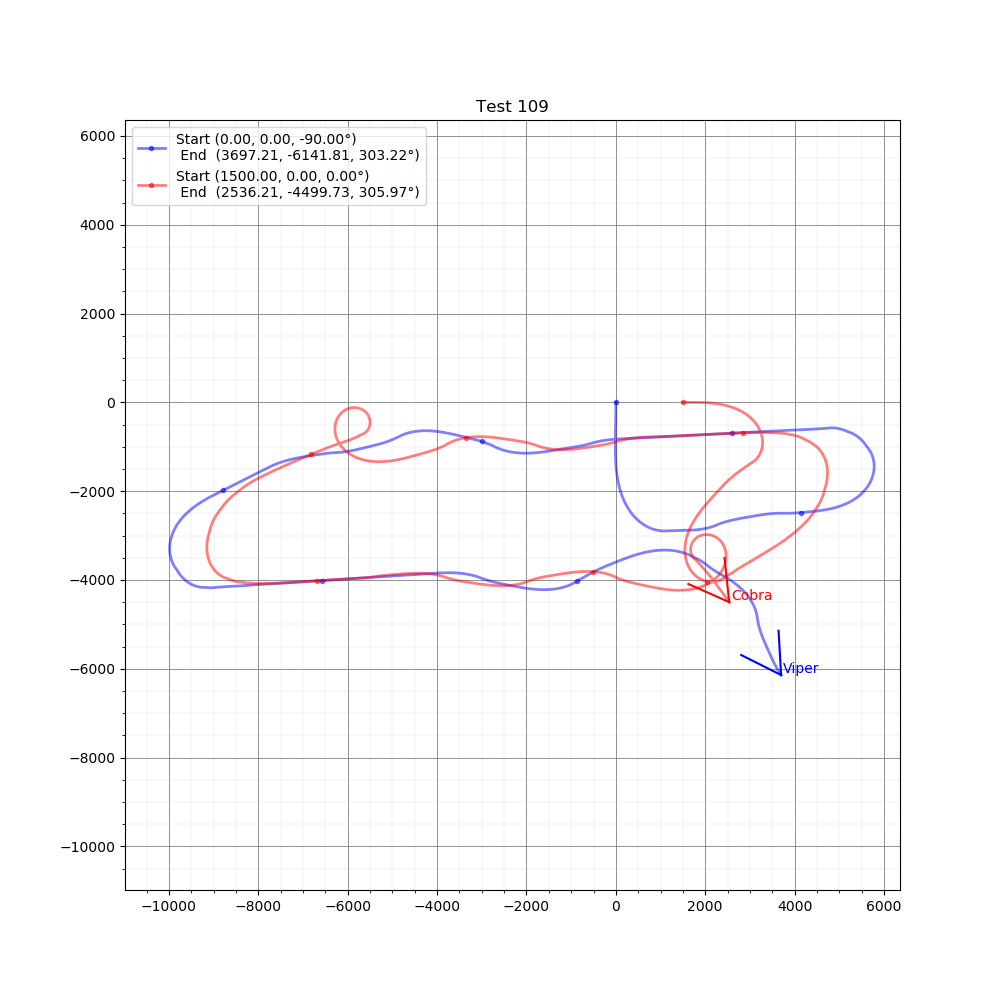 Test 109
Start (0.00, 0.00, -90.00°)
End (3697.21, -6141.81, 303.22°)
Start (1500.00, 0.00, 0.00°)
End (2536.21, -4499.73, 305.97°)
6000
4000
2000
0
−2000
−4000
−6000
−8000
−10000
Cobra
Viper
−10000 −8000 −6000 −4000 −2000 0 2000 4000 6000